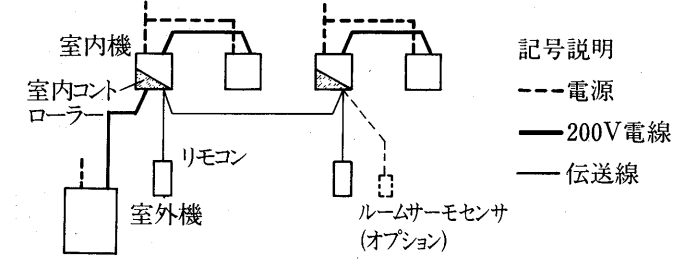 室内機
室内コント
ローラー
リモコン
室外機
ルームサーモセンサ
(オプション)
記号説明
電源
200V電線
伝送線